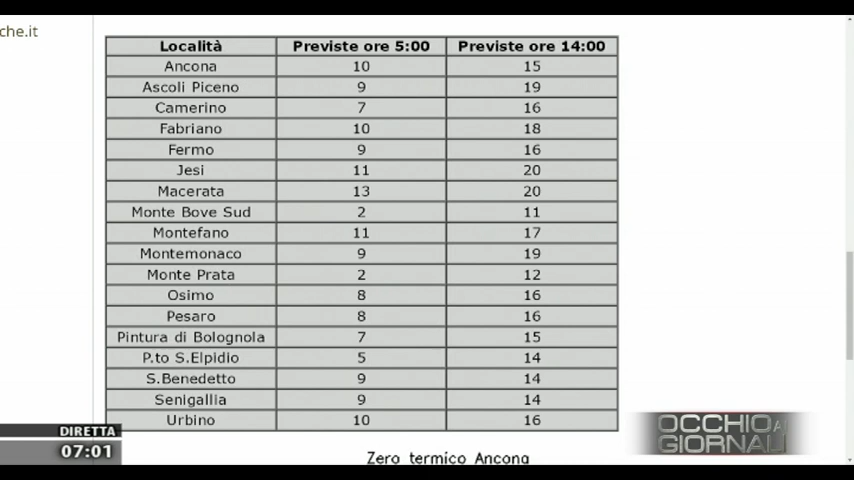 che.it
Località Previste ore 5:00 Previste ore 14:00
Ancona 10 15
Ascoli Piceno 9 19
Camerino 7 16
Fabriano 10 18
Fermo 9 16
Jesi 11 20
Macerata 13 20
Monte Bove Sud 2 11
Montefano 11 17
Montemonaco 9 19
Monte Prata 2 12
Osimo 8 16
Pesaro 8 16
Pintura di Bolognola 7 15
P.to S.Elpidio 5 14
S.Benedetto 9 14
Senigallia 9 14
Urbino 10 16
Zero termico Ancona
DIRETTA
07:01
OCCHIO AI
GIORNALI